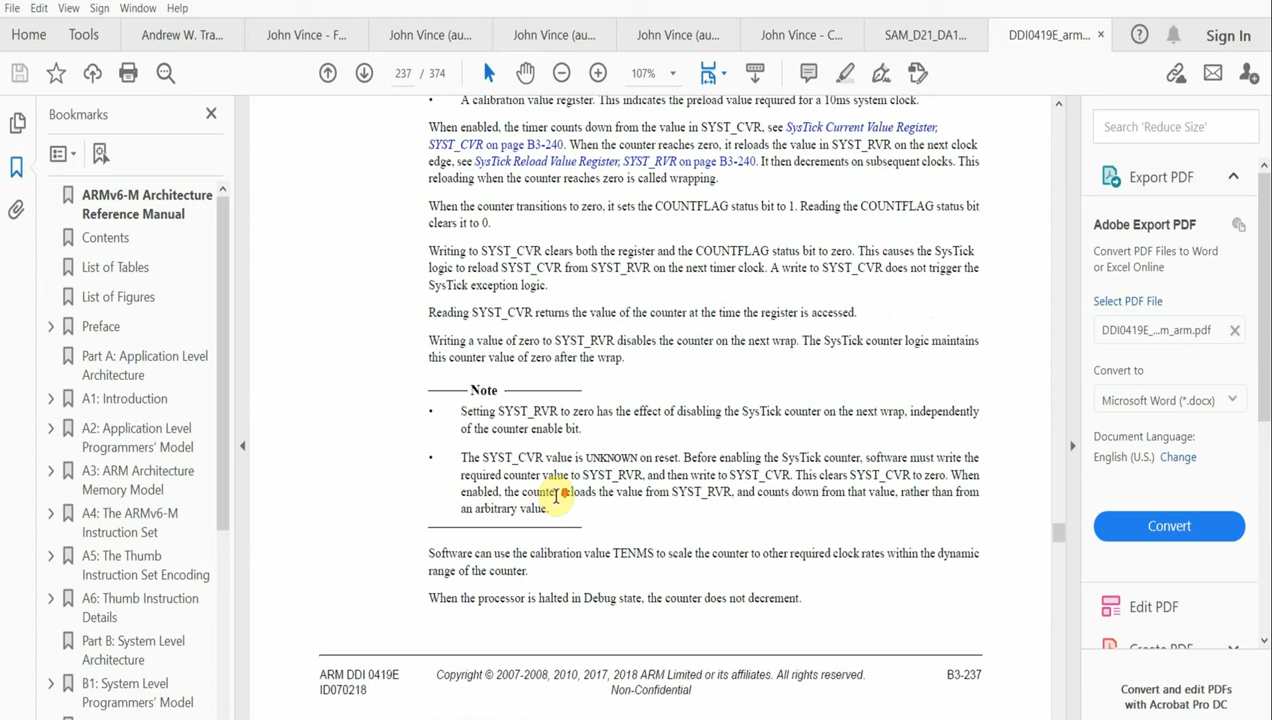 File Edit View Sign Window Help
Home Tools Andrew W. Tra... John Vince - F... John Vince (au... John Vince (au... John Vince (au... John Vince - C... SAM_D21_DA1... DDI0419E_arm... × Sign In
237 / 374 107%
Bookmarks
ARMv6-M Architecture
Reference Manual
Contents
List of Tables
List of Figures
Preface
Part A: Application Level
Architecture
A1: Introduction
A2: Application Level
Programmers' Model
A3: ARM Architecture
Memory Model
A4: The ARMv6-M
Instruction Set
A5: The Thumb
Instruction Set Encoding
A6: Thumb Instruction
Details
Part B: System Level
Architecture
B1: System Level
Programmers' Model
• A calibration value register. This indicates the preload value required for a 10ms system clock.
When enabled, the timer counts down from the value in SYST_CVR, see SysTick Current Value Register,
SYST_CVR on page B3-240. When the counter reaches zero, it reloads the value in SYST_RVR on the next clock
edge, see SysTick Reload Value Register, SYST_RVR on page B3-240. It then decrements on subsequent clocks. This
reloading when the counter reaches zero is called wrapping.
When the counter transitions to zero, it sets the COUNTFLAG status bit to 1. Reading the COUNTFLAG status bit
clears it to 0.
Writing to SYST_CVR clears both the register and the COUNTFLAG status bit to zero. This causes the SysTick
logic to reload SYST_CVR from SYST_RVR on the next timer clock. A write to SYST_CVR does not trigger the
SysTick exception logic.
Reading SYST_CVR returns the value of the counter at the time the register is accessed.
Writing a value of zero to SYST_RVR disables the counter on the next wrap. The SysTick counter logic maintains
this counter value of zero after the wrap.
Note
• Setting SYST_RVR to zero has the effect of disabling the SysTick counter on the next wrap, independently
of the counter enable bit.
• The SYST_CVR value is UNKNOWN on reset. Before enabling the SysTick counter, software must write the
required counter value to SYST_RVR, and then write to SYST_CVR. This clears SYST_CVR to zero. When
enabled, the counter reloads the value from SYST_RVR, and counts down from that value, rather than from
an arbitrary value.
Software can use the calibration value TENMS to scale the counter to other required clock rates within the dynamic
range of the counter.
When the processor is halted in Debug state, the counter does not decrement.
ARM DDI 0419E Copyright © 2007-2008, 2010, 2017, 2018 ARM Limited or its affiliates. All rights reserved. B3-237
ID070218 Non-Confidential
Search 'Reduce Size'
Export PDF
Adobe Export PDF
Convert PDF Files to Word
or Excel Online
Select PDF File
DDI0419E_...m_arm.pdf
Convert to
Microsoft Word (*.docx)
Document Language:
English (U.S.) Change
Convert
Edit PDF
Create PDF
Convert and edit PDFs
with Acrobat Pro DC